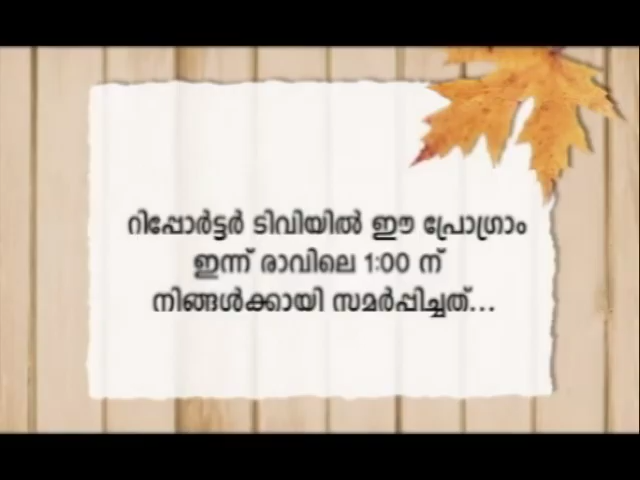 റിപ്പോർട്ടർ ടിവിയിൽ ഈ പ്രോഗ്രാം
ഇന്ന് രാവിലെ 1:00 ന്
നിങ്ങൾക്കായി സമർപ്പിച്ചത്...